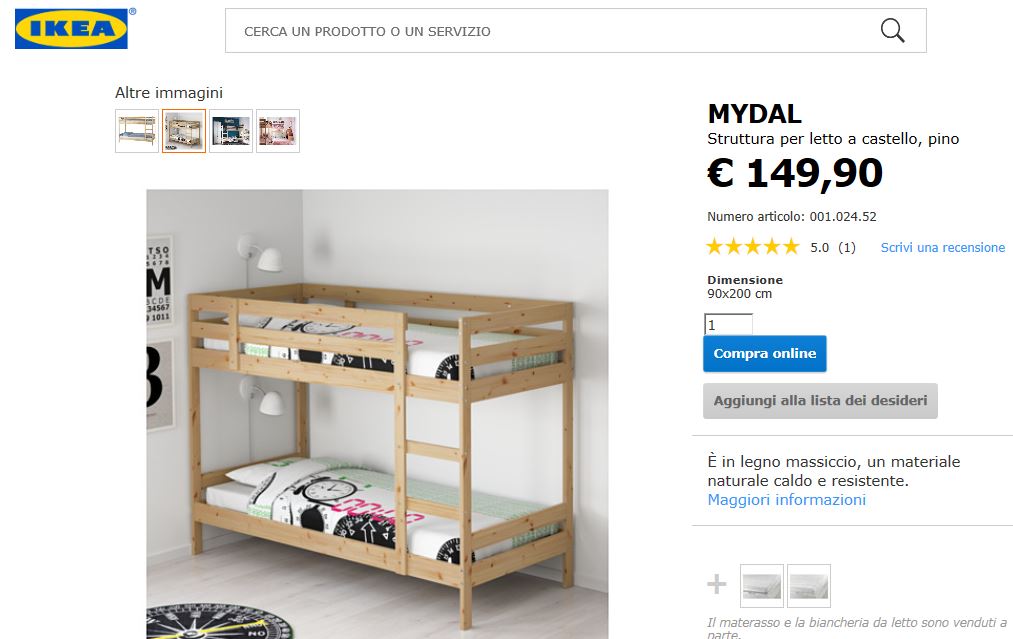 IKEA
CERCA UN PRODOTTO O UN SERVIZIO
Altre immagini
MYDAL
Struttura per letto a castello, pino
€ 149,90
Numero articolo: 001.024.52
5.0 (1) Scrivi una recensione
Dimensione
90x200 cm
1
Compra online
Aggiungi alla lista dei desideri
È in legno massiccio, un materiale
naturale caldo e resistente.
Maggiori informazioni
Il materasso e la biancheria da letto sono venduti a
parte.